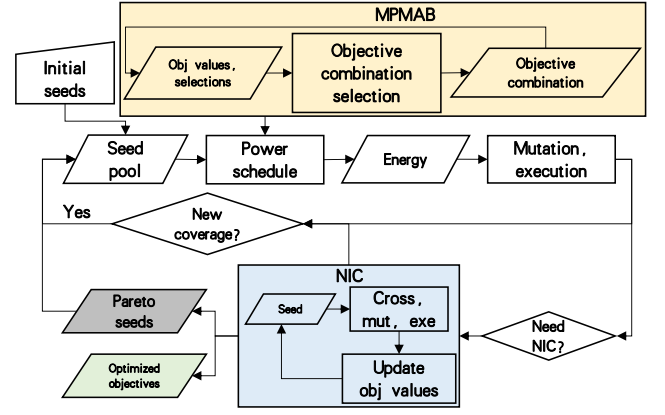 MPMAB
Initial
seeds
Obj values,
selections
Objective
combination
selection
Objective
combination
Seed
pool
Power
schedule
Energy
Mutation,
execution
Yes
New
coverage?
NIC
Pareto
seeds
Seed
Cross,
mut, exe
Need
NIC?
Optimized
objectives
Update
obj values